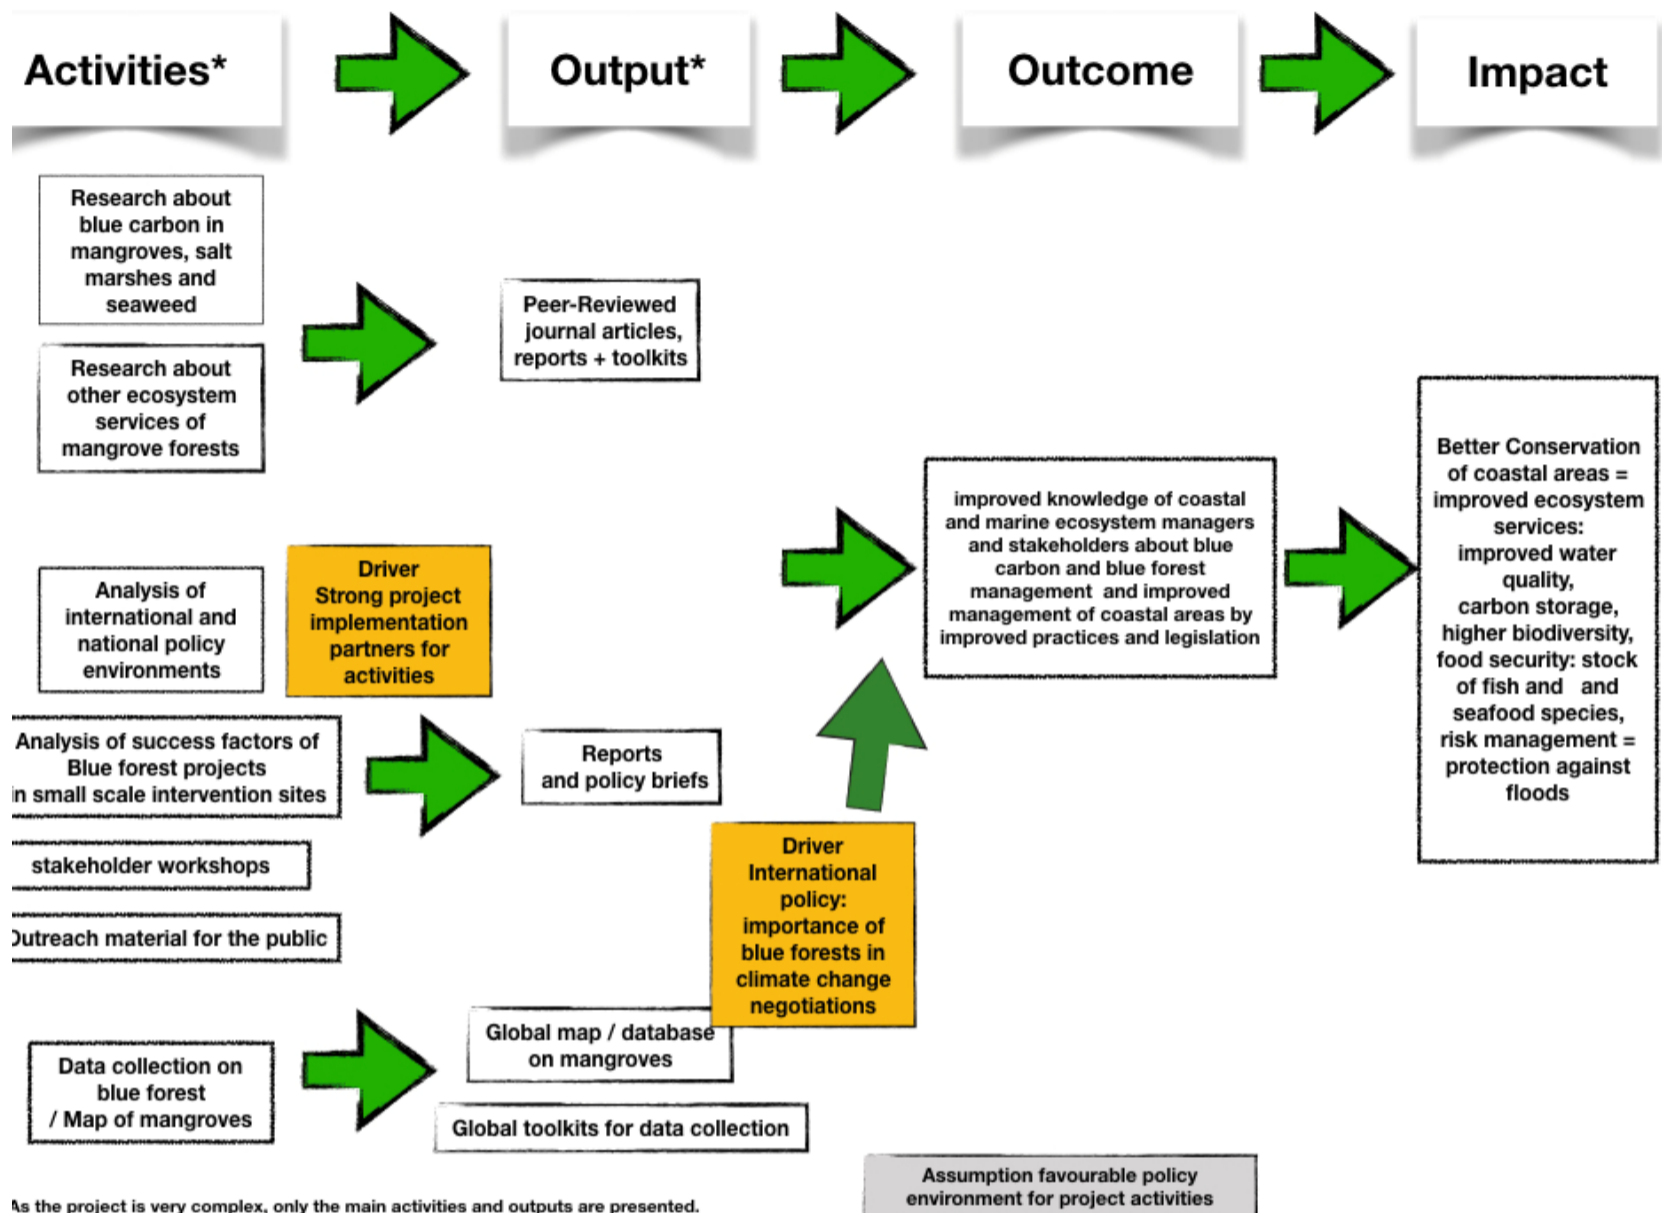 Activities*
Output*
Outcome
Impact
Research about
blue carbon in
mangroves, salt
marshes and
seaweed
Research about
other ecosystem
services of
mangrove forests
Peer-Reviewed
journal articles,
reports + toolkits
Analysis of
international and
national policy
environments
Driver
Strong project
implementation
partners for
activities
Analysis of success factors of
Blue forest projects
in small scale intervention sites
stakeholder workshops
Outreach material for the public
Reports
and policy briefs
Driver
International
policy:
importance of
blue forests in
climate change
negotiations
Data collection on
blue forest
/ Map of mangroves
Global map / database
on mangroves
Global toolkits for data collection
improved knowledge of coastal
and marine ecosystem managers
and stakeholders about blue
carbon and blue forest
management and improved
management of coastal areas by
improved practices and legislation
Better Conservation
of coastal areas =
improved ecosystem
services:
improved water
quality,
carbon storage,
higher biodiversity,
food security: stock
of fish and and
seafood species,
risk management =
protection against
floods
Assumption favourable policy
environment for project activities
As the project is very complex, only the main activities and outputs are presented.